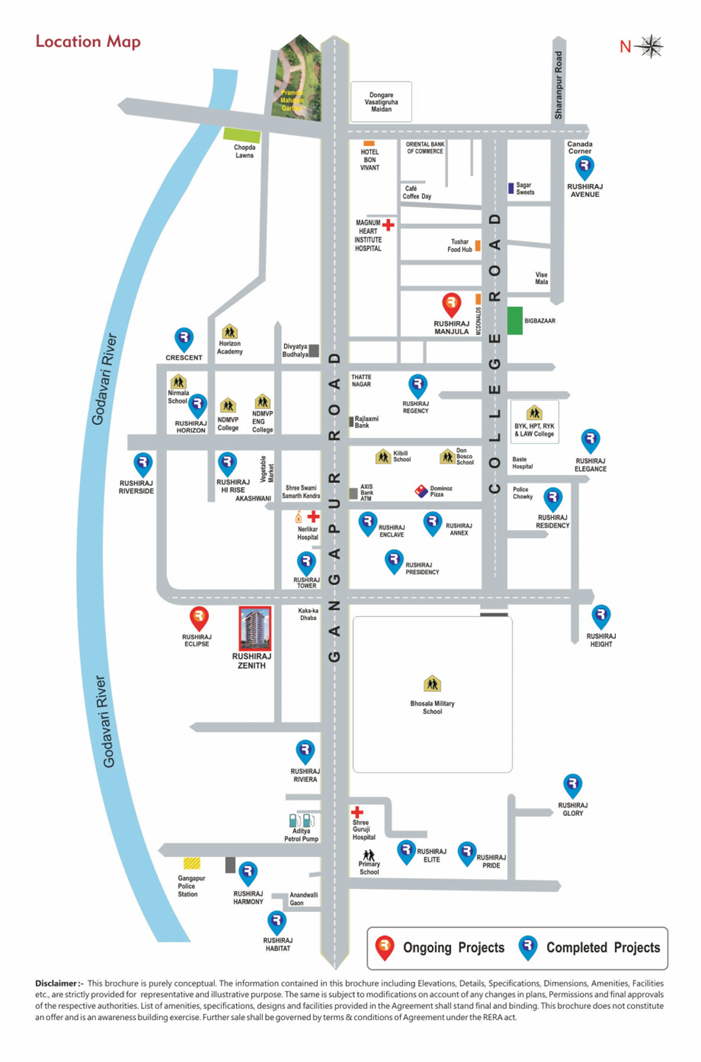 Location Map
N
Sharanpur Road
Pramod
Mahajan
Garden
Dongare
Vasatigruha
Maidan
Chopda
Lawns
HOTEL
BON
VIVANT
ORIENTAL BANK
OF COMMERCE
Canada
Corner
RUSHIRAJ
AVENUE
Café
Coffee Day
Sagar
Sweets
MAGNUM
HEART
INSTITUTE
HOSPITAL
Tushar
Food Hub
Vise
Mala
COLLEGE ROAD
GANGAPUR ROAD
Godavari River
RUSHIRAJ
MANJULA
MCDONALDS
BIGBAZAAR
CRESCENT
Horizon
Academy
Divyatya
Budhalya
THATTE
NAGAR
Nirmala
School
RUSHIRAJ
HORIZON
NDMVP
College
NDMVP
ENG
College
RUSHIRAJ
REGENCY
Rajlaxmi
Bank
BYK, HPT, RYK
& LAW College
RUSHIRAJ
RIVERSIDE
RUSHIRAJ
HI RISE
Vegetable
Market
AKASHWANI
Shree Swami
Samarth Kendra
Kilbill
School
Don
Bosco
School
Baste
Hospital
RUSHIRAJ
ELEGANCE
AXIS
Bank
ATM
Dominoz
Pizza
Police
Chowky
RUSHIRAJ
RESIDENCY
Nerlikar
Hospital
RUSHIRAJ
ENCLAVE
RUSHIRAJ
ANNEX
RUSHIRAJ
PRESIDENCY
RUSHIRAJ
TOWER
Kaka-ka
Dhaba
RUSHIRAJ
ECLIPSE
RUSHIRAJ
ZENITH
RUSHIRAJ
HEIGHT
Godavari River
Bhosala Military
School
RUSHIRAJ
RIVIERA
RUSHIRAJ
GLORY
Aditya
Petrol Pump
Shree
Guruji
Hospital
RUSHIRAJ
ELITE
RUSHIRAJ
PRIDE
Primary
School
Gangapur
Police
Station
RUSHIRAJ
HARMONY
Anandwalli
Gaon
RUSHIRAJ
HABITAT
Ongoing Projects
Completed Projects
Disclaimer :- This brochure is purely conceptual. The information contained in this brochure including Elevations, Details, Specifications, Dimensions, Amenities, Facilities
etc., are strictly provided for representative and illustrative purpose. The same is subject to modifications on account of any changes in plans, Permissions and final approvals
of the respective authorities. List of amenities, specifications, designs and facilities provided in the Agreement shall stand final and binding. This brochure does not constitute
an offer and is an awareness building exercise. Further sale shall be governed by terms & conditions of Agreement under the RERA act.